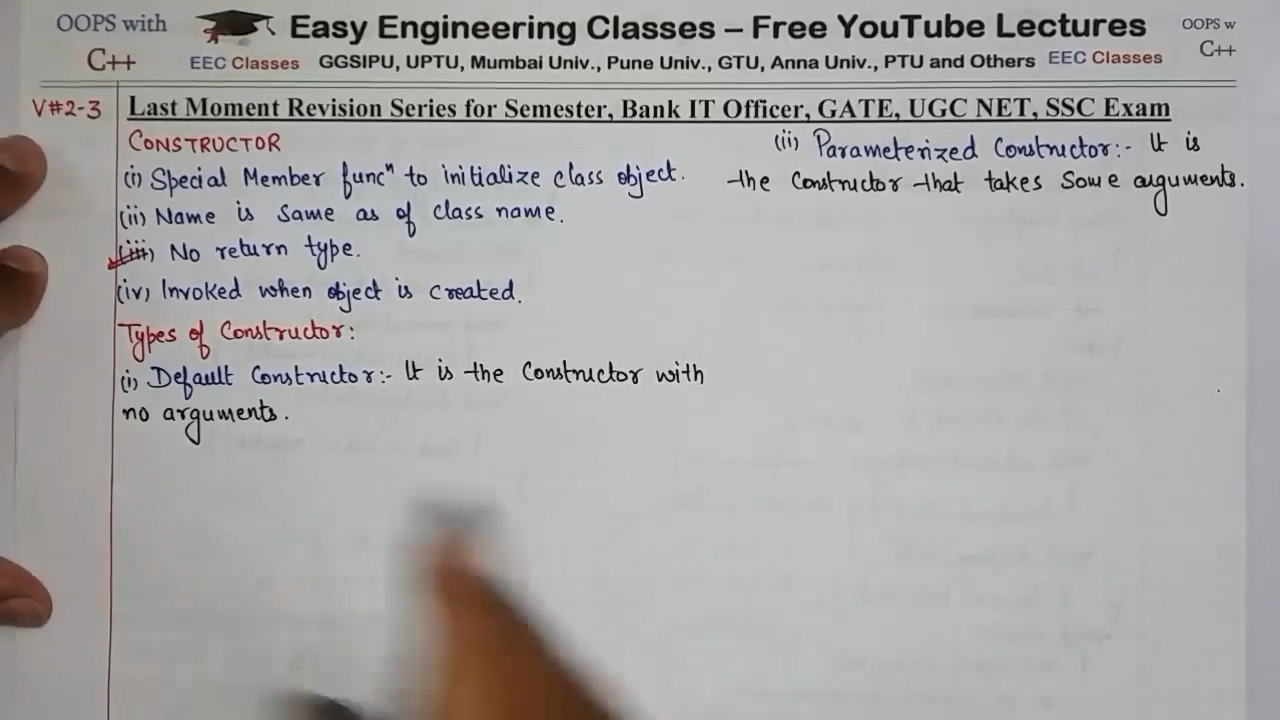 OOPS with
C++
Easy Engineering Classes – Free YouTube Lectures
EEC Classes GGSIPU, UPTU, Mumbai Univ., Pune Univ., GTU, Anna Univ., PTU and Others EEC Classes
OOPS w
C++
V#2-3
Last Moment Revision Series for Semester, Bank IT Officer, GATE, UGC NET, SSC Exam
CONSTRUCTOR
(i) Special Member funcⁿ to initialize class object.
(ii) Name is Same as of class name.
(iii) No return type.
(iv) Invoked when object is created.
Types of Constructor:
(i) Default Constructor:- It is the Constructor with
no arguments.
(ii) Parameterized Constructor:- It is
the Constructor that takes Some arguments.